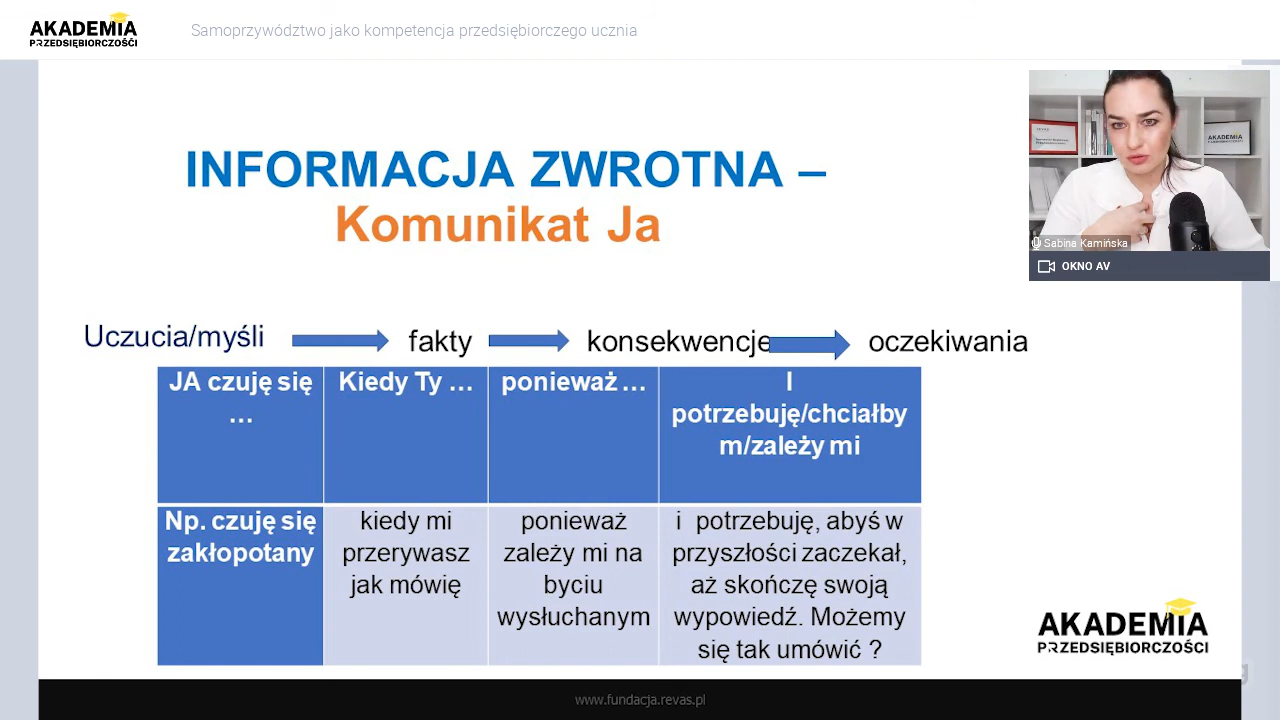 AKADEMIA
PRZEDSIĘBIORCZOŚCI
Samoprzywództwo jako kompetencja przedsiębiorczego ucznia
INFORMACJA ZWROTNA –
Komunikat Ja
AKADEMIA
Sabina Kamińska
OKNO AV
Uczucia/myśli
fakty
konsekwencje
oczekiwania
JA czuję się
…
Kiedy Ty …
ponieważ …
I
potrzebuję/chciałby
m/zależy mi
Np. czuję się
zakłopotany
kiedy mi
przerywasz
jak mówię
ponieważ
zależy mi na
byciu
wysłuchanym
i potrzebuję, abyś w
przyszłości zaczekał,
aż skończę swoją
wypowiedź. Możemy
się tak umówić ?
AKADEMIA
PRZEDSIĘBIORCZOŚCI
www.fundacja.revas.pl